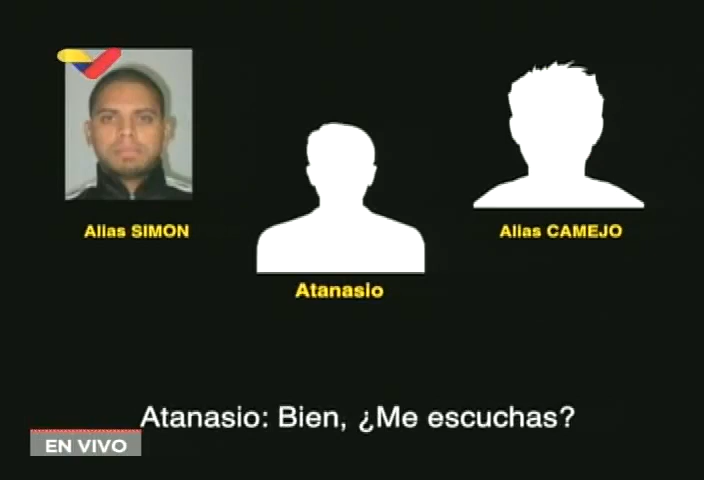 Alias SIMON
Alias CAMEJO
Atanasio
Atanasio: Bien, ¿Me escuchas?
EN VIVO